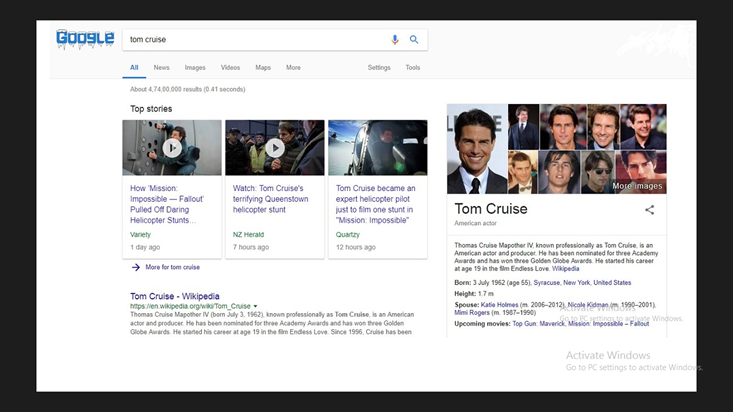 Google
tom cruise
All News Images Videos Maps More Settings Tools
About 4,74,00,000 results (0.41 seconds)
Top stories
How 'Mission:
Impossible — Fallout'
Pulled Off Daring
Helicopter Stunts...
Variety
1 day ago
Watch: Tom Cruise's
terrifying Queenstown
helicopter stunt
NZ Herald
7 hours ago
Tom Cruise became an
expert helicopter pilot
just to film one stunt in
"Mission: Impossible"
Quartzy
12 hours ago
More for tom cruise
Tom Cruise - Wikipedia
https://en.wikipedia.org/wiki/Tom_Cruise
Thomas Cruise Mapother IV (born July 3, 1962), known professionally as Tom Cruise, is an American
actor and producer. He has been nominated for three Academy Awards and has won three Golden
Globe Awards. He started his career at age 19 in the film Endless Love. Since 1996, Cruise has been
More images
Tom Cruise
American actor
Thomas Cruise Mapother IV, known professionally as Tom Cruise, is an
American actor and producer. He has been nominated for three Academy
Awards and has won three Golden Globe Awards. He started his career
at age 19 in the film Endless Love. Wikipedia
Born: 3 July 1962 (age 55), Syracuse, New York, United States
Height: 1.7 m
Spouse: Katie Holmes (m. 2006–2012), Nicole Kidman (m. 1990–2001),
Mimi Rogers (m. 1987–1990)
Upcoming movies: Top Gun: Maverick, Mission: Impossible – Fallout
Activate Windows
Go to PC settings to activate Windows.
Activate Windows
Go to PC settings to activate Windows.